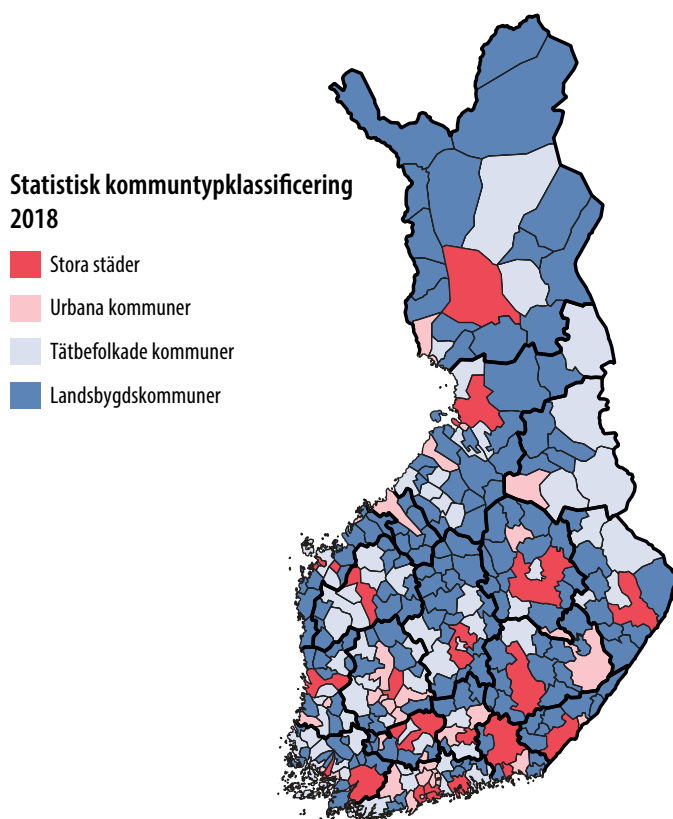 Statistisk kommuntypklassificering
2018
Stora städer
Urbana kommuner
Tätbefolkade kommuner
Landsbygdskommuner